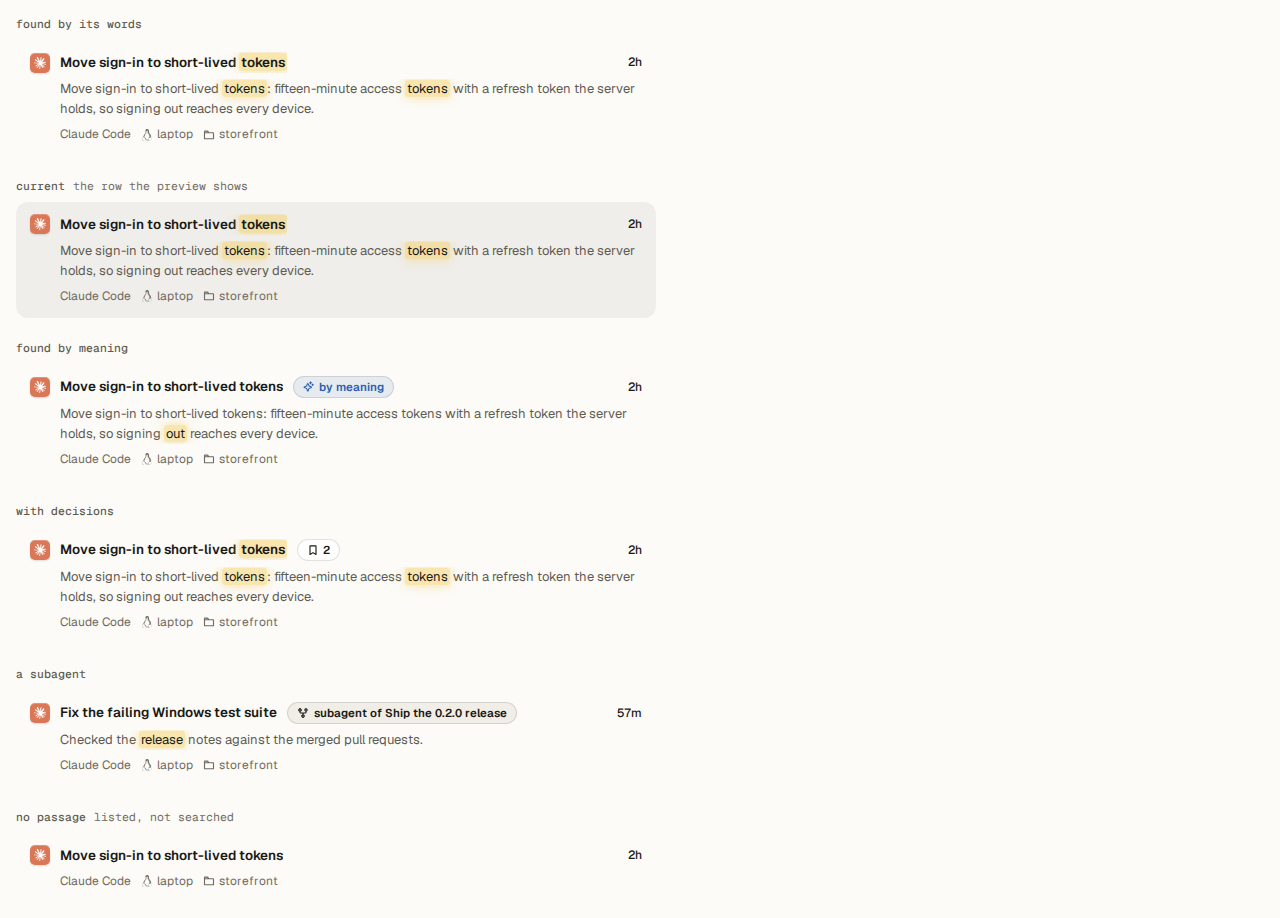 found by its words
Move sign-in to short-lived tokens 2h
Move sign-in to short-lived tokens: fifteen-minute access tokens with a refresh token the server
holds, so signing out reaches every device.
Claude Code laptop storefront
current the row the preview shows
Move sign-in to short-lived tokens 2h
Move sign-in to short-lived tokens: fifteen-minute access tokens with a refresh token the server
holds, so signing out reaches every device.
Claude Code laptop storefront
found by meaning
Move sign-in to short-lived tokens by meaning 2h
Move sign-in to short-lived tokens: fifteen-minute access tokens with a refresh token the server
holds, so signing out reaches every device.
Claude Code laptop storefront
with decisions
Move sign-in to short-lived tokens 2 2h
Move sign-in to short-lived tokens: fifteen-minute access tokens with a refresh token the server
holds, so signing out reaches every device.
Claude Code laptop storefront
a subagent
Fix the failing Windows test suite subagent of Ship the 0.2.0 release 57m
Checked the release notes against the merged pull requests.
Claude Code laptop storefront
no passage listed, not searched
Move sign-in to short-lived tokens 2h
Claude Code laptop storefront